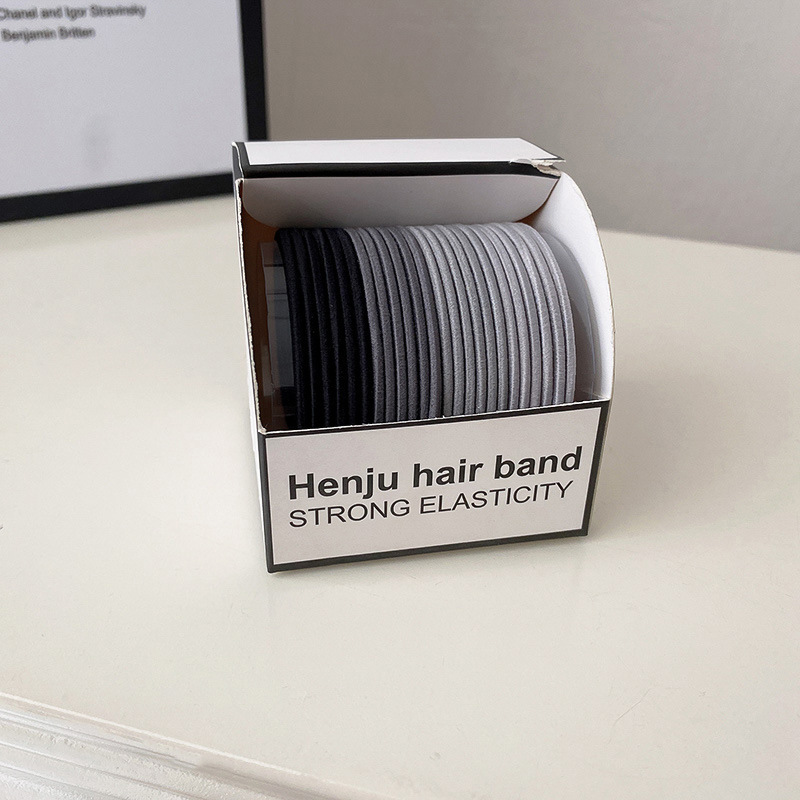 Chanel and Igor Stravinsky
Benjamin Britten
Henju hair band
STRONG ELASTICITY